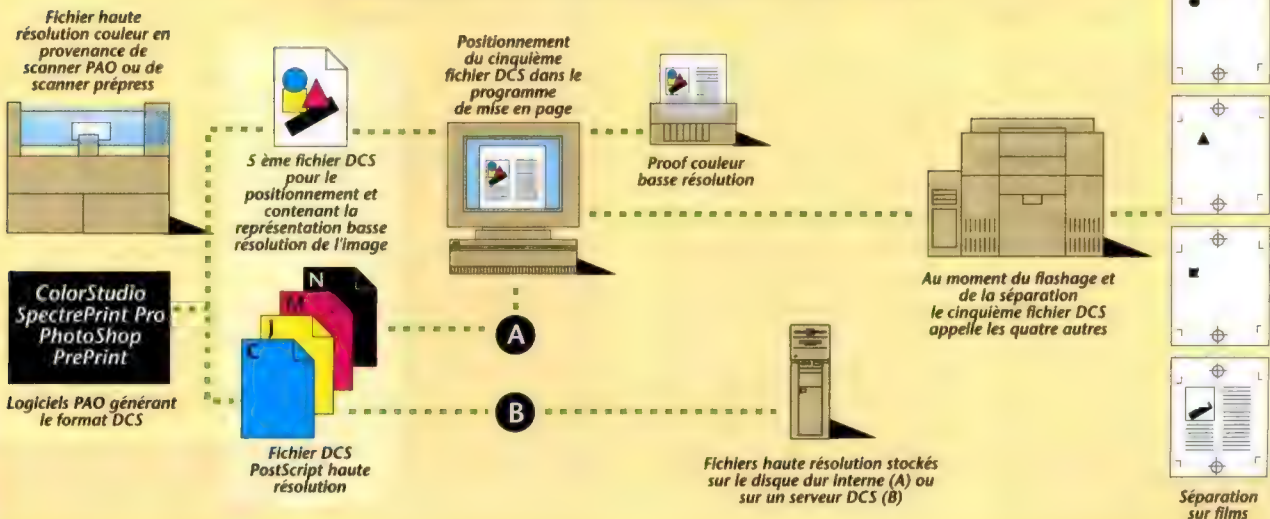 Fichier haute
résolution couleur en
provenance de
scanner PAO ou de
scanner prépress
ColorStudio
SpectrePrint Pro
PhotoShop
PrePrint
Logiciels PAO générant
le format DCS
5 ème fichier DCS
pour le
positionnement et
contenant la
représentation basse
résolution de l'image
C
J
M
N
Fichier DCS
PostScript haute
résolution
Positionnement
du cinquième
fichier DCS dans le
programme
de mise en page
A
B
Proof couleur
basse résolution
Fichiers haute résolution stockés
sur le disque dur interne (A) ou
sur un serveur DCS (B)
Au moment du flashage et
de la séparation
le cinquième fichier DCS
appelle les quatre autres
Séparation
sur films